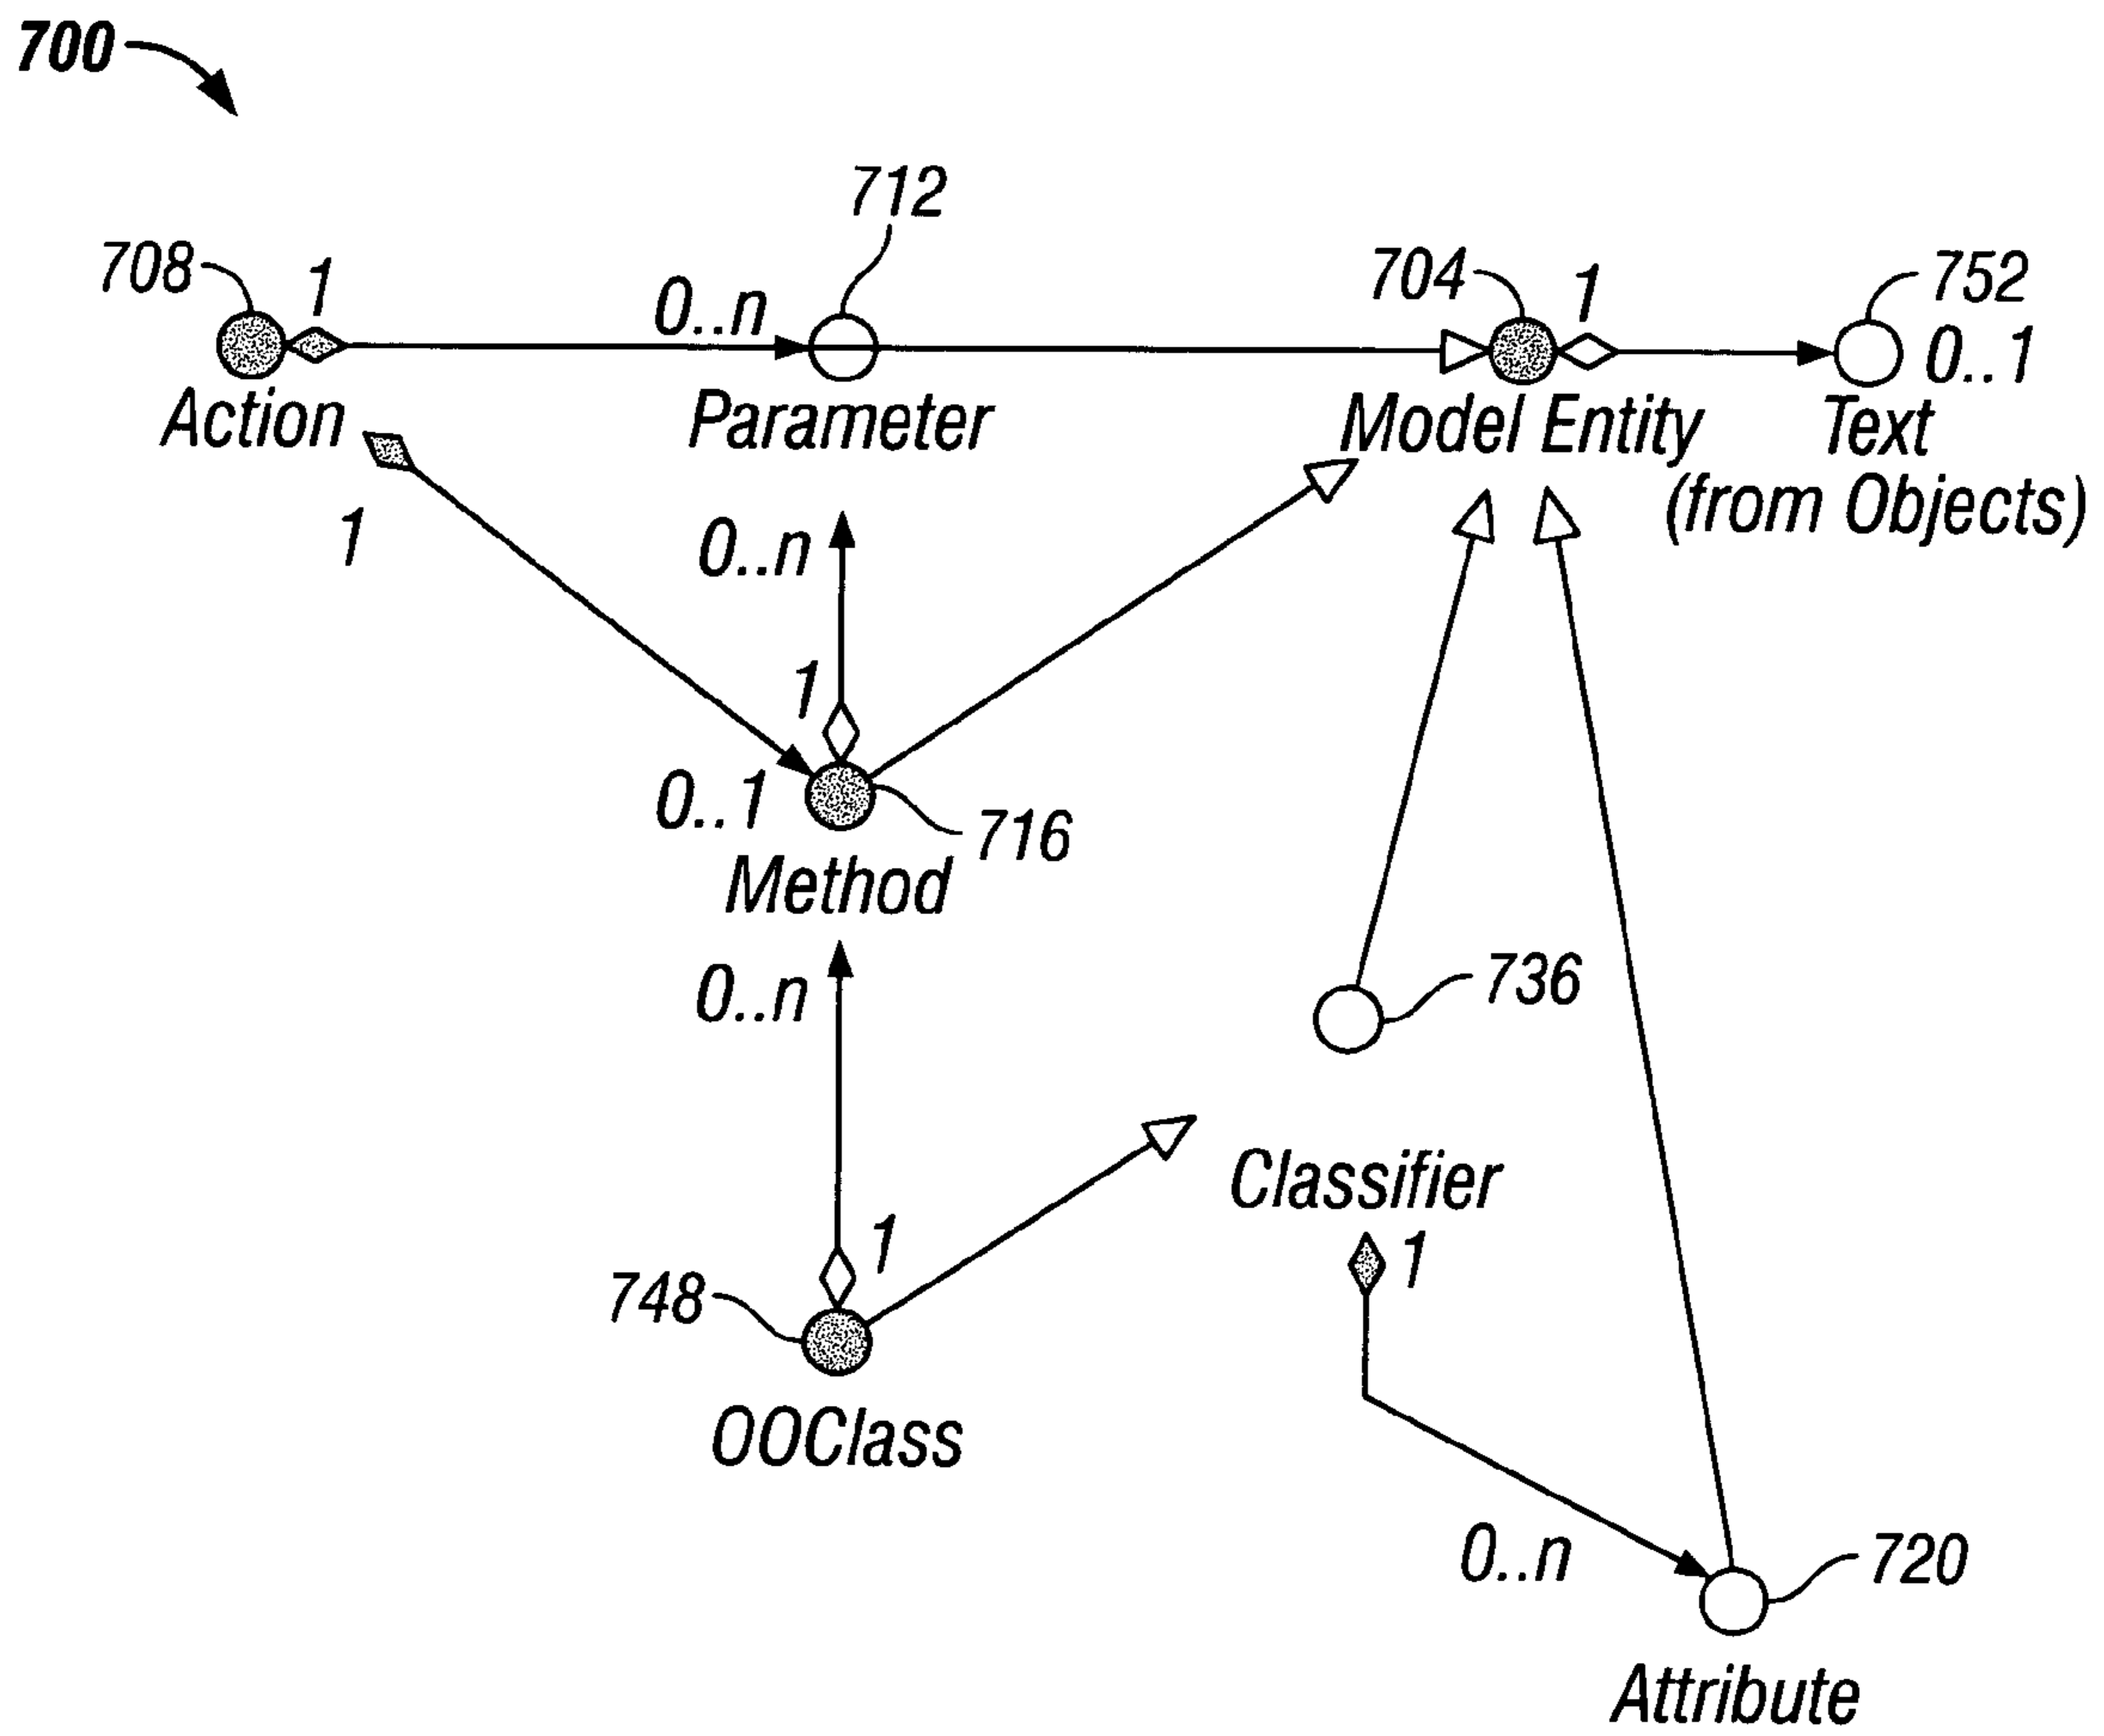 700
712
708
1
0..n
704
1
752
0..1
Action
Parameter
Model Entity
Text
(from Objects)
1
0..n
1
0..1
716
Method
0..n
736
Classifier
1
1
748
OOClass
0..n
720
Attribute